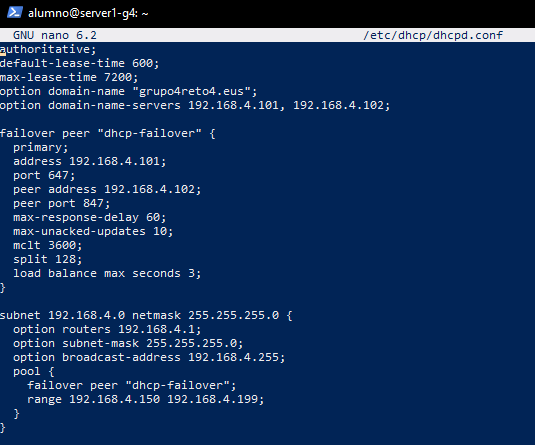 alumno@server1-g4: ~
GNU nano 6.2 /etc/dhcp/dhcpd.conf
authoritative;
default-lease-time 600;
max-lease-time 7200;
option domain-name "grupo4reto4.eus";
option domain-name-servers 192.168.4.101, 192.168.4.102;
failover peer "dhcp-failover" {
primary;
address 192.168.4.101;
port 647;
peer address 192.168.4.102;
peer port 847;
max-response-delay 60;
max-unacked-updates 10;
mclt 3600;
split 128;
load balance max seconds 3;
}
subnet 192.168.4.0 netmask 255.255.255.0 {
option routers 192.168.4.1;
option subnet-mask 255.255.255.0;
option broadcast-address 192.168.4.255;
pool {
failover peer "dhcp-failover";
range 192.168.4.150 192.168.4.199;
}
}